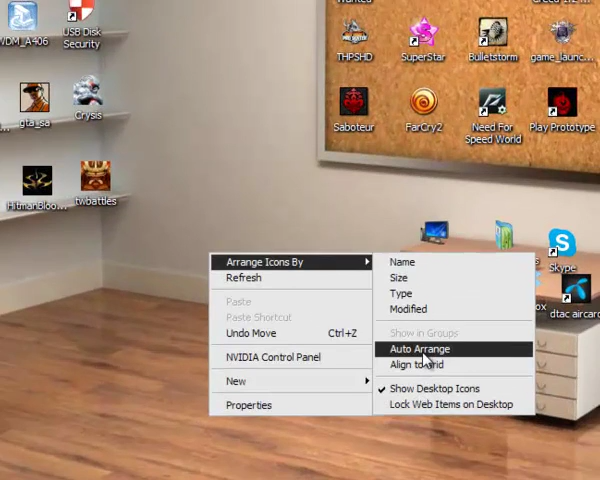 WDM_A406
USB Disk
Security
THPSHD
SuperStar
Bulletstorm
game_launc...
gta_sa
Crysis
Saboteur
FarCry2
Need For
Speed World
Play Prototype
HitmanBloo...
twbattles
Skype
dtac aircard
Arrange Icons By
Refresh
Paste
Paste Shortcut
Undo Move Ctrl+Z
NVIDIA Control Panel
New
Properties
Name
Size
Type
Modified
Show in Groups
Auto Arrange
Align to Grid
Show Desktop Icons
Lock Web Items on Desktop